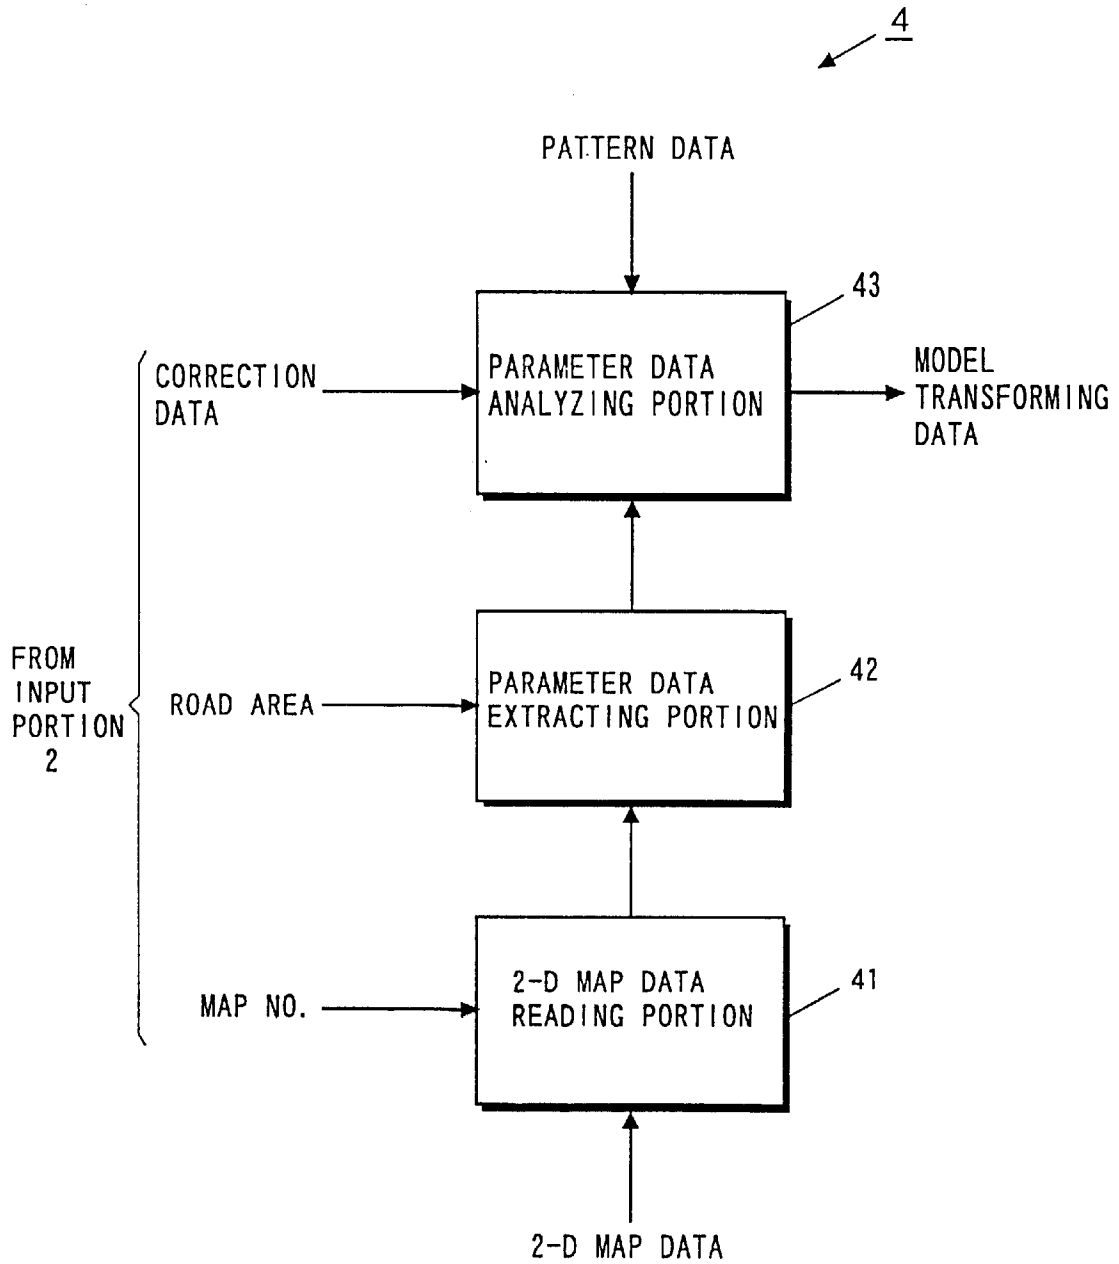 4
PATTERN DATA
43
CORRECTION
DATA
PARAMETER DATA
ANALYZING PORTION
MODEL
TRANSFORMING
DATA
FROM
INPUT
PORTION
2
ROAD AREA
PARAMETER DATA
EXTRACTING PORTION
42
MAP NO.
2-D MAP DATA
READING PORTION
41
2-D MAP DATA